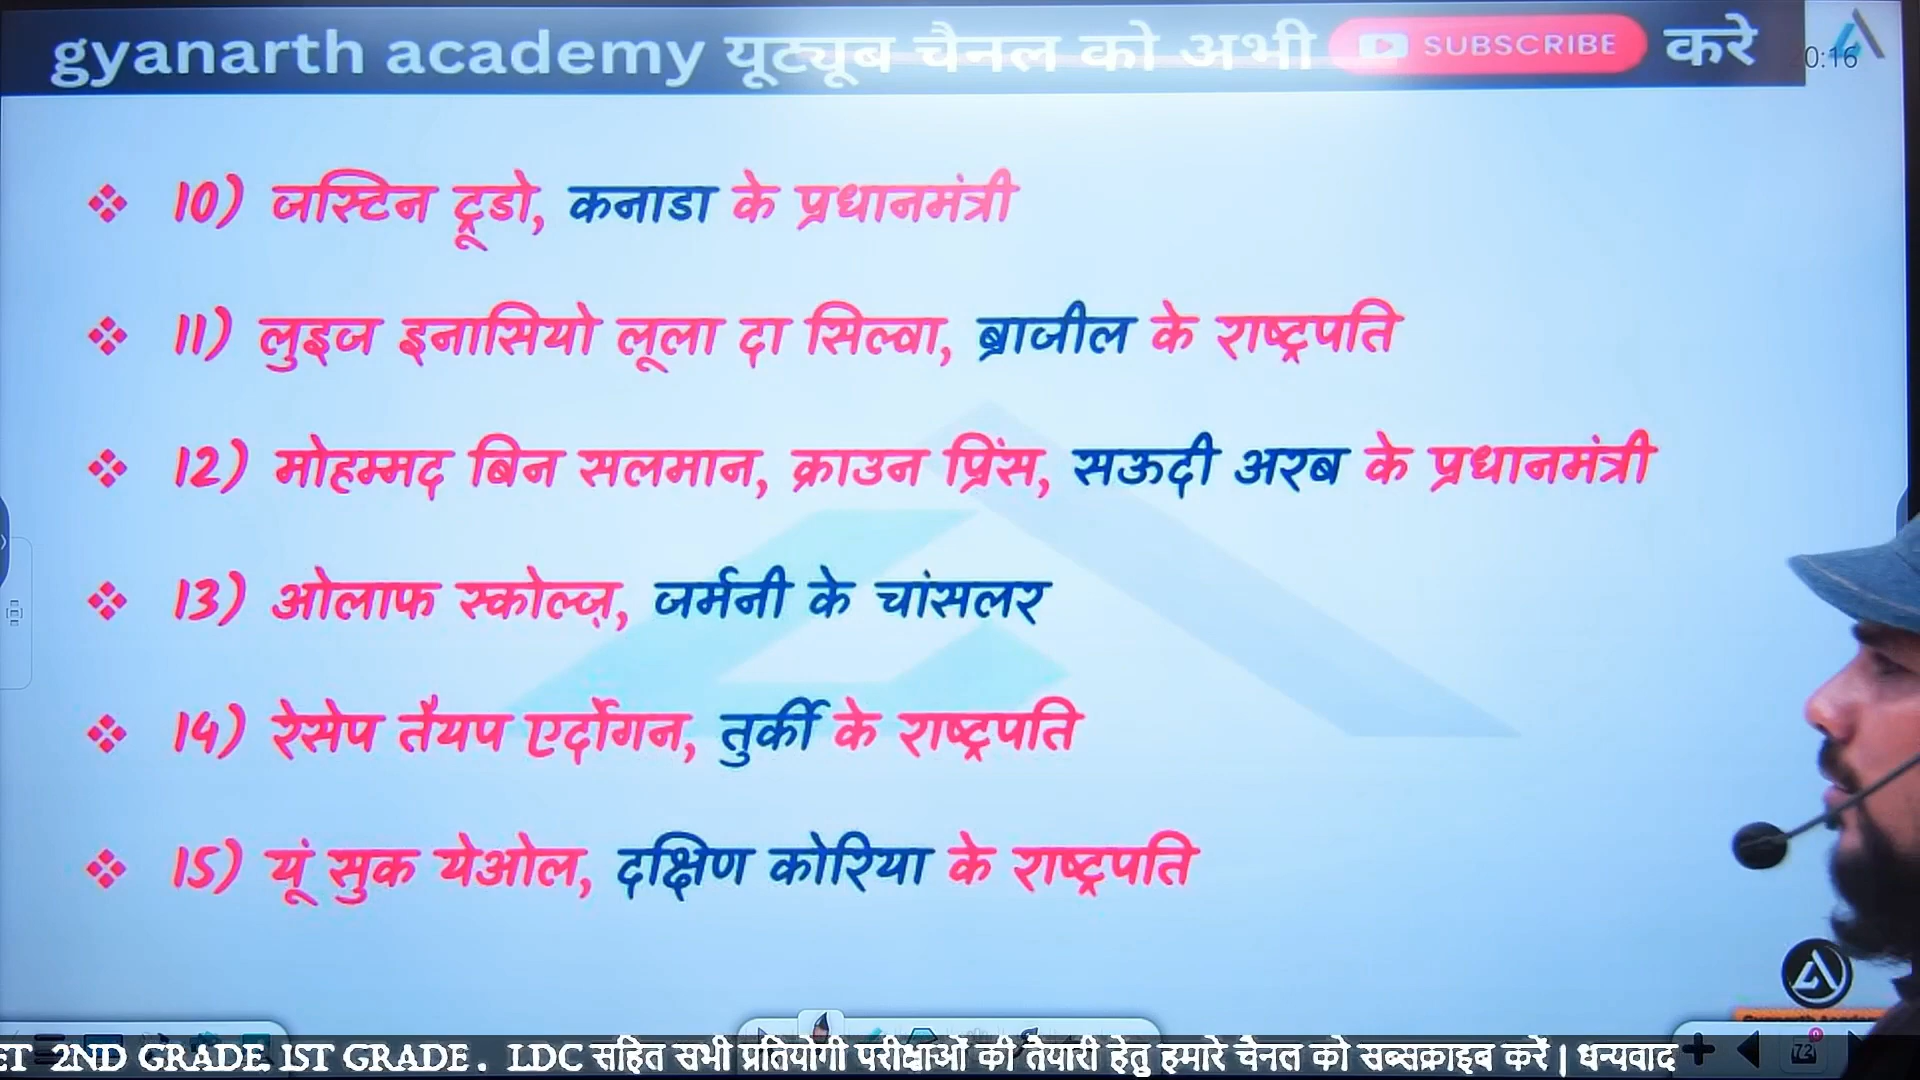 gyanarth academy यूट्यूब चैनल को अभी SUBSCRIBE करे
0:16
10) जस्टिन ट्रूडो, कनाडा के प्रधानमंत्री
11) लुइज इनासियो लूला दा सिल्वा, ब्राजील के राष्ट्रपति
12) मोहम्मद बिन सलमान, क्राउन प्रिंस, सऊदी अरब के प्रधानमंत्री
13) ओलाफ स्कोल्ज़, जर्मनी के चांसलर
14) रेसेप तैयप एर्दोगन, तुर्की के राष्ट्रपति
15) यूं सुक येओल, दक्षिण कोरिया के राष्ट्रपति
ET 2ND GRADE, 1ST GRADE . LDC सहित सभी प्रतियोगी परीक्षाओं की तैयारी हेतु हमारे चैनल को सब्सक्राइब करें | धन्यवाद
72